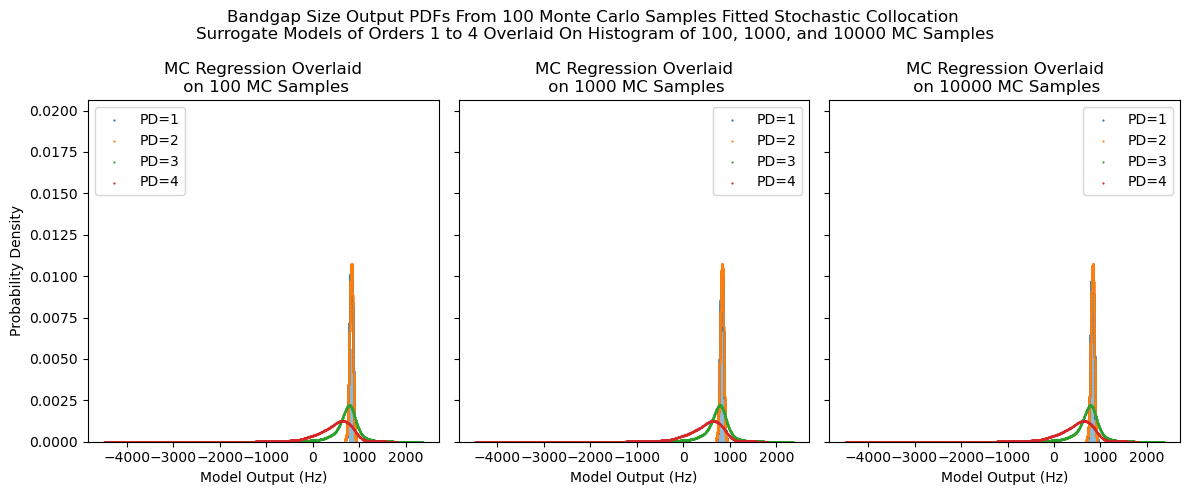 Bandgap Size Output PDFs From 100 Monte Carlo Samples Fitted Stochastic Collocation
Surrogate Models of Orders 1 to 4 Overlaid On Histogram of 100, 1000, and 10000 MC Samples
MC Regression Overlaid
on 100 MC Samples
MC Regression Overlaid
on 1000 MC Samples
MC Regression Overlaid
on 10000 MC Samples
Probability Density
0.0200
0.0175
0.0150
0.0125
0.0100
0.0075
0.0050
0.0025
0.0000
PD=1
PD=2
PD=3
PD=4
PD=1
PD=2
PD=3
PD=4
PD=1
PD=2
PD=3
PD=4
−4000−3000−2000−1000 0 1000 2000
−4000−3000−2000−1000 0 1000 2000
−4000−3000−2000−1000 0 1000 2000
Model Output (Hz)
Model Output (Hz)
Model Output (Hz)